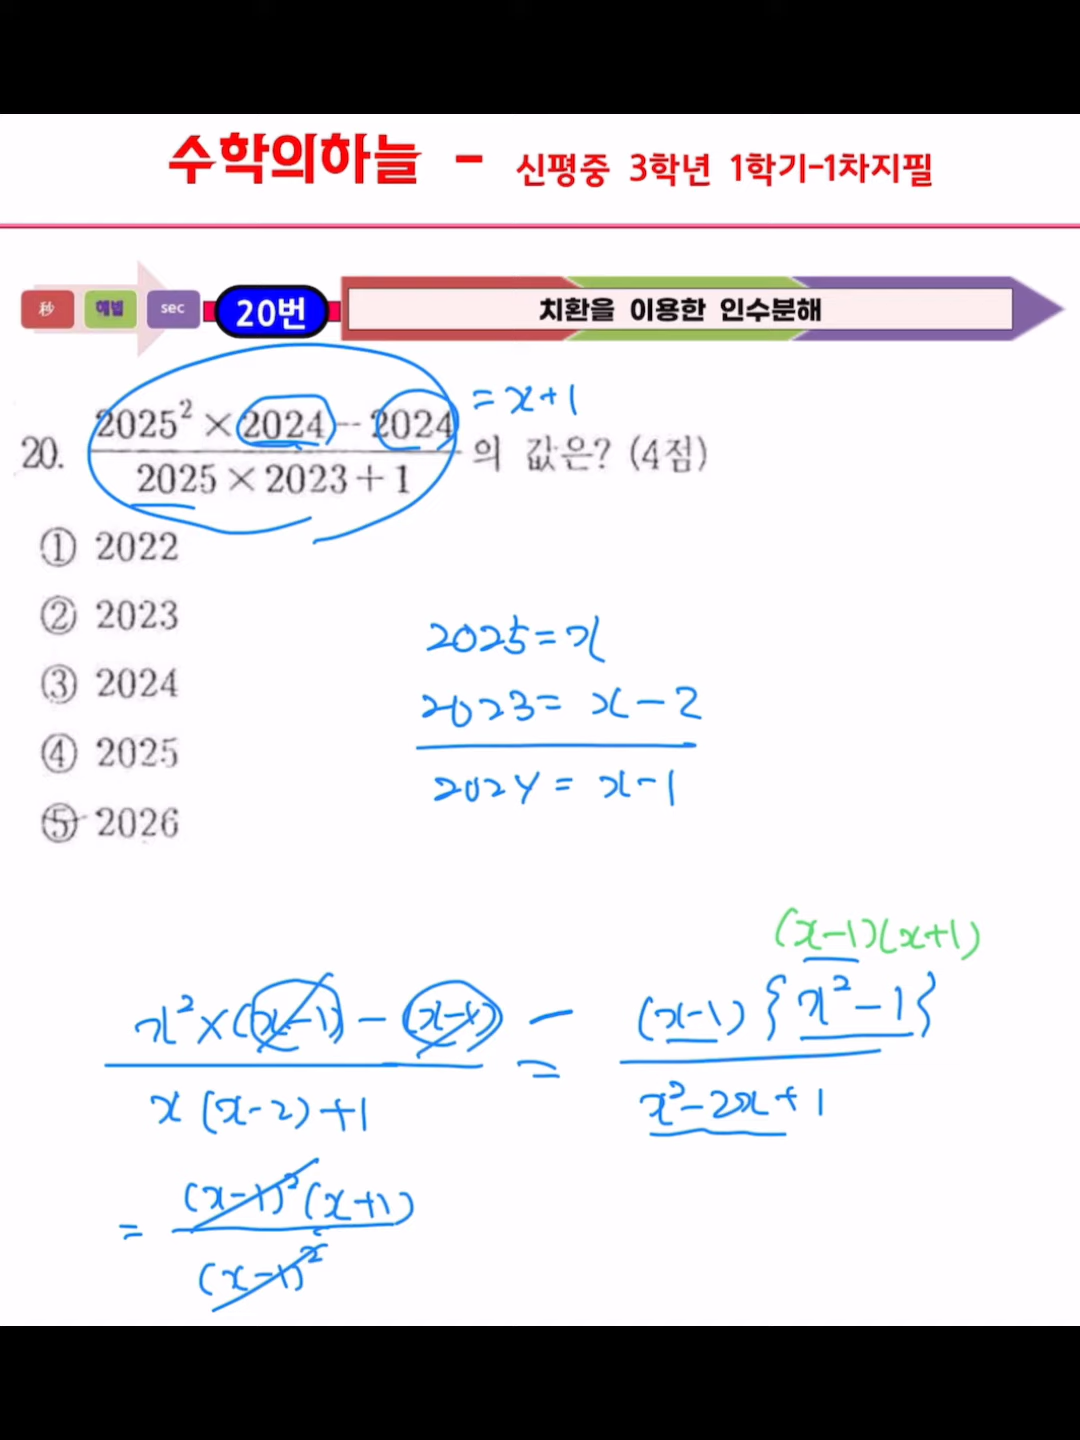 수학의하늘 - 신평중 3학년 1학기-1차지필
秒 해법 sec 20번 치환을 이용한 인수분해
20. (2025² × 2024 - 2024) / (2025 × 2023 + 1) 의 값은? (4점) = x+1
① 2022
② 2023
③ 2024
④ 2025
⑤ 2026
2025 = x
2023 = x - 2
2024 = x - 1
(x-1)(x+1)
x² × (x-1) - (x-1) / x(x-2)+1 = (x-1){x²-1} / x²-2x+1
= (x-1)²(x+1) / (x-1)²